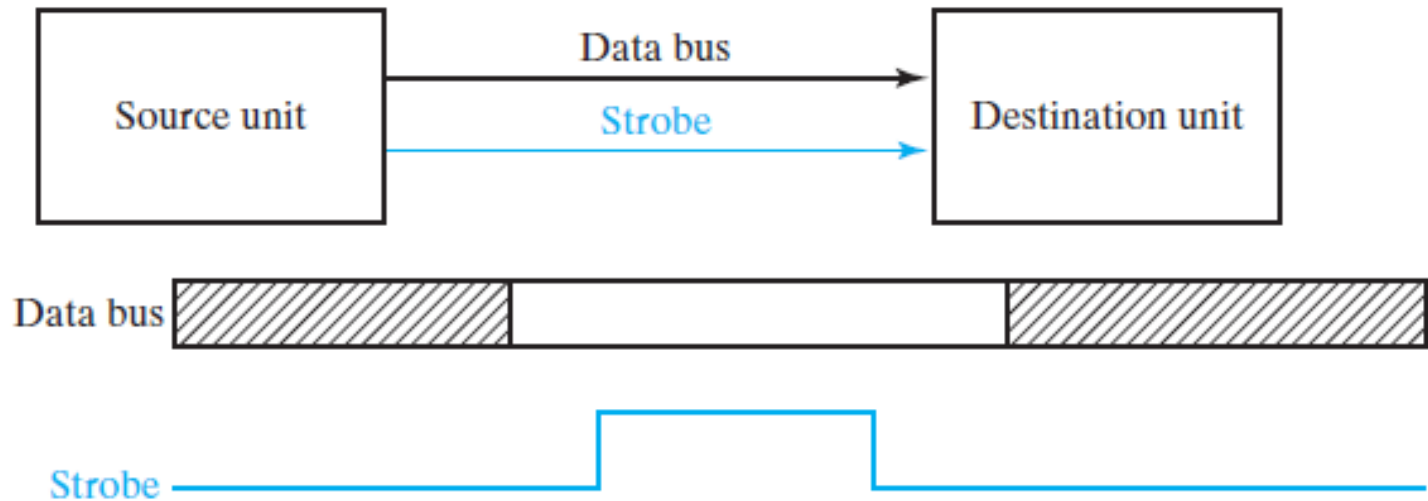 Source unit
Data bus
Strobe
Destination unit
Data bus
Strobe